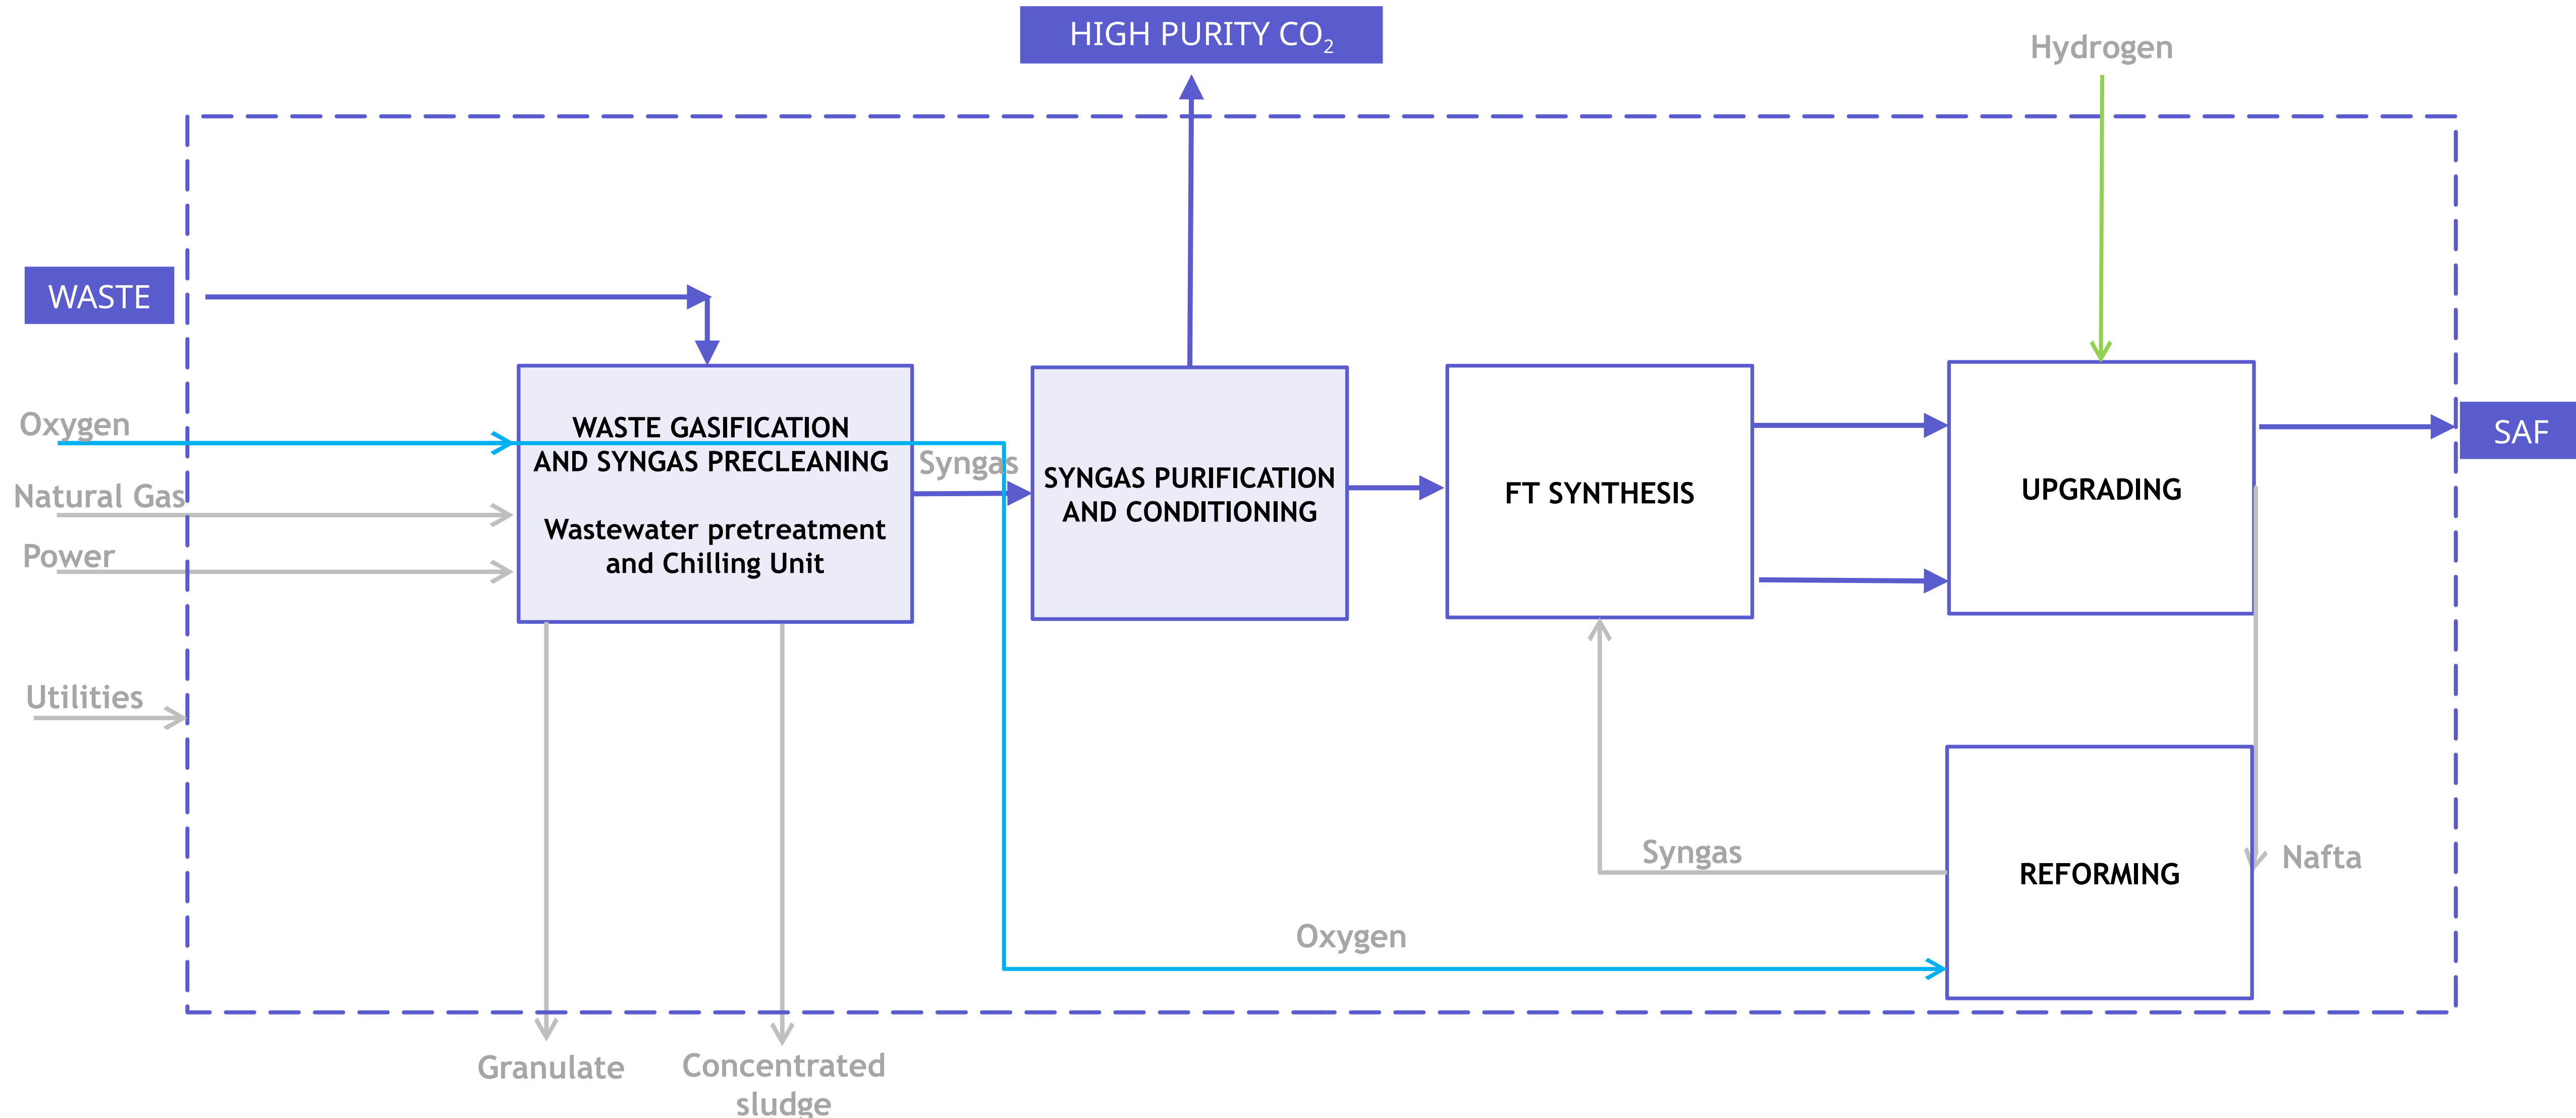 HIGH PURITY CO₂
Hydrogen
WASTE
Oxygen
Natural Gas
Power
Utilities
WASTE GASIFICATION
AND SYNGAS PRECLEANING
Wastewater pretreatment
and Chilling Unit
Syngas
SYNGAS PURIFICATION
AND CONDITIONING
FT SYNTHESIS
UPGRADING
SAF
Syngas
REFORMING
Nafta
Oxygen
Granulate
Concentrated
sludge